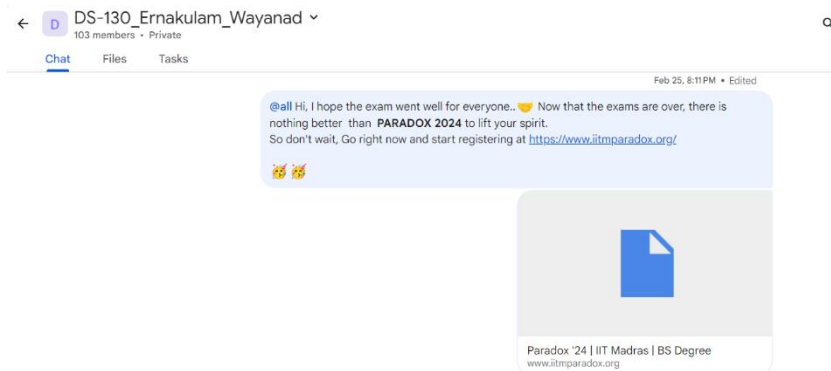 DS-130_Ernakulam_Wayanad
103 members • Private
Chat Files Tasks
Feb 25, 8:11 PM • Edited
@all Hi, I hope the exam went well for everyone..🤝 Now that the exams are over, there is
nothing better than PARADOX 2024 to lift your spirit.
So don't wait, Go right now and start registering at https://www.iitmparadox.org/
🥳🥳
Paradox '24 | IIT Madras | BS Degree
www.iitmparadox.org